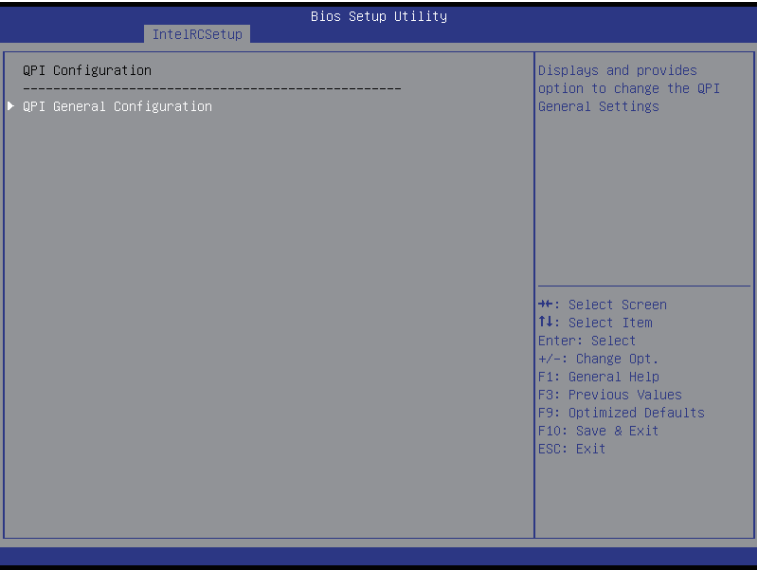 Bios Setup Utility
IntelRCSetup
QPI Configuration
--------------------------------------------------
QPI General Configuration
Displays and provides
option to change the QPI
General Settings
→←: Select Screen
↑↓: Select Item
Enter: Select
+/-: Change Opt.
F1: General Help
F3: Previous Values
F9: Optimized Defaults
F10: Save & Exit
ESC: Exit